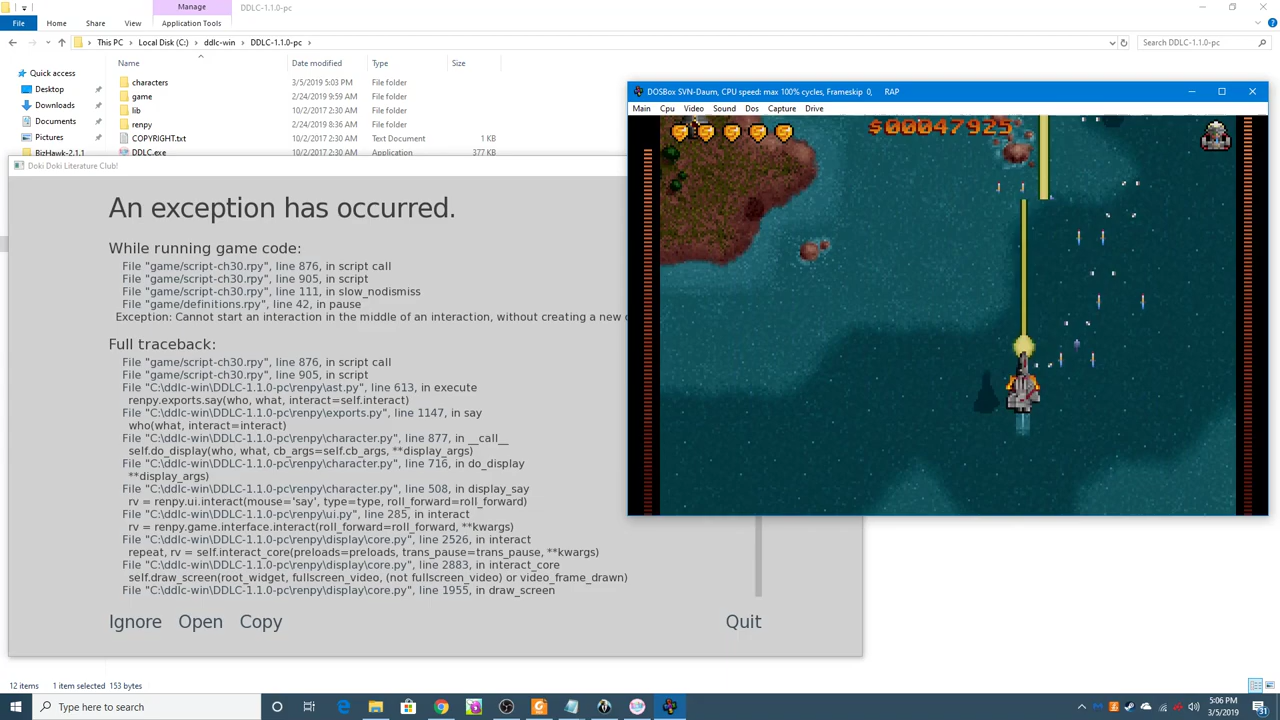 Manage
DDLC-1.1.0-pc
File
Home
Share
View
Application Tools
This PC
Local Disk (C:)
ddlc-win
DDLC-1.1.0-pc
Search DDLC-1.1.0-pc
Name
Date modified
Type
Size
Quick access
Desktop
Downloads
Documents
Pictures
BizHawk-2.1.1
characters 3/5/2019 5:03 PM File folder
game 2/24/2019 9:59 AM File folder
lib 10/2/2017 2:30 AM File folder
renpy 2/24/2019 8:36 AM File folder
COPYRIGHT.txt 10/2/2017 2:30 AM Text Document 1 KB
DDLC.exe 10/2/2017 2:30 AM Application 377 KB
DOSBox SVN-Daum, CPU speed: max 100% cycles, Frameskip 0, RAP
Main Cpu Video Sound Dos Capture Drive
$00047925
Doki Doki Literature Club!
An exception has occurred.
While running game code:
File "game/script-ch30.rpy", line 876, in script call
File "game/script-ch30.rpy", line 905, in script
File "game/script-ch30.rpy", line 111, in slow_nodismiss
File "game/definitions.rpy", line 42, in pause
Exception: Cannot start an interaction in the middle of an interaction, without creating a new
Full traceback:
File "game/script-ch30.rpy", line 876, in script call
File "game/script-ch30.rpy", line 905, in script
File "C:\ddlc-win\DDLC-1.1.0-pc\renpy\ast.py", line 613, in execute
renpy.exports.say(who, what, interact=self.interact)
File "C:\ddlc-win\DDLC-1.1.0-pc\renpy\exports.py", line 1147, in say
who(what, interact=interact)
File "C:\ddlc-win\DDLC-1.1.0-pc\renpy\character.py", line 877, in __call__
self.do_display(who, what, cb_args=self.cb_args, **display_args)
File "C:\ddlc-win\DDLC-1.1.0-pc\renpy\character.py", line 716, in do_display
**display_args)
File "C:\ddlc-win\DDLC-1.1.0-pc\renpy\character.py", line 508, in display_say
rv = renpy.ui.interact(mouse='say', type=type, roll_forward=roll_forward)
File "C:\ddlc-win\DDLC-1.1.0-pc\renpy\ui.py", line 285, in interact
rv = renpy.game.interface.interact(roll_forward=roll_forward, **kwargs)
File "C:\ddlc-win\DDLC-1.1.0-pc\renpy\display\core.py", line 2526, in interact
repeat, rv = self.interact_core(preloads=preloads, trans_pause=trans_pause, **kwargs)
File "C:\ddlc-win\DDLC-1.1.0-pc\renpy\display\core.py", line 2883, in interact_core
self.draw_screen(root_widget, fullscreen_video, (not fullscreen_video) or video_frame_drawn)
File "C:\ddlc-win\DDLC-1.1.0-pc\renpy\display\core.py", line 1955, in draw_screen
Ignore Open Copy Quit
12 items 1 item selected 153 bytes
Type here to search
5:06 PM
3/5/2019
31